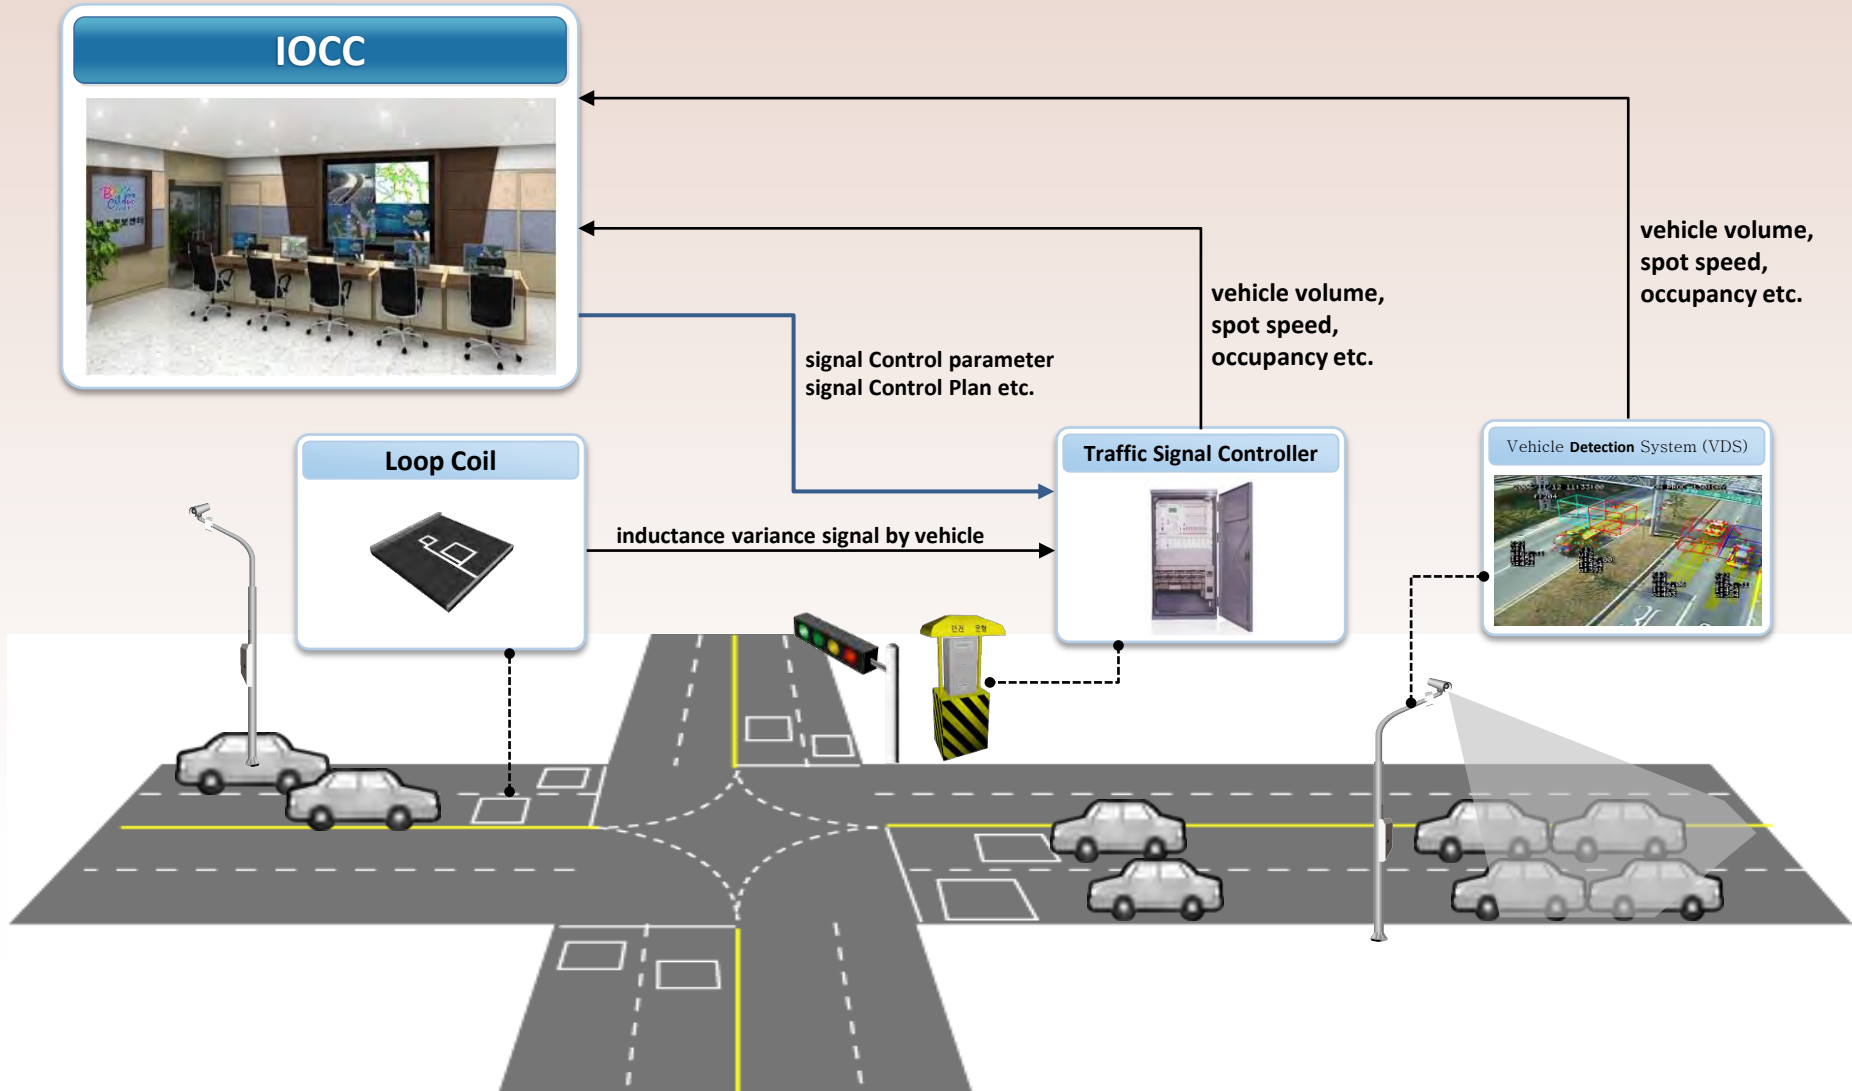 IOCC
vehicle volume,
spot speed,
occupancy etc.
vehicle volume,
spot speed,
occupancy etc.
signal Control parameter
signal Control Plan etc.
Loop Coil
Traffic Signal Controller
Vehicle Detection System (VDS)
inductance variance signal by vehicle